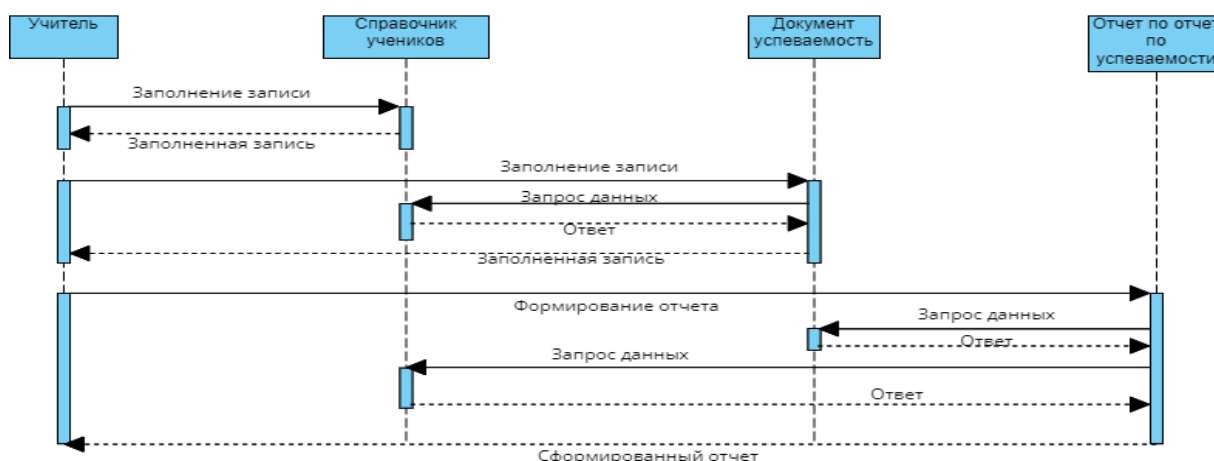 Учитель
Справочник
учеников
Документ
успеваемость
Отчет по отчет
по
успеваемости
Заполнение записи
Заполненная запись
Заполнение записи
Запрос данных
Ответ
Заполненная запись
Формирование отчета
Запрос данных
Ответ
Запрос данных
Ответ
Сформированный отчет